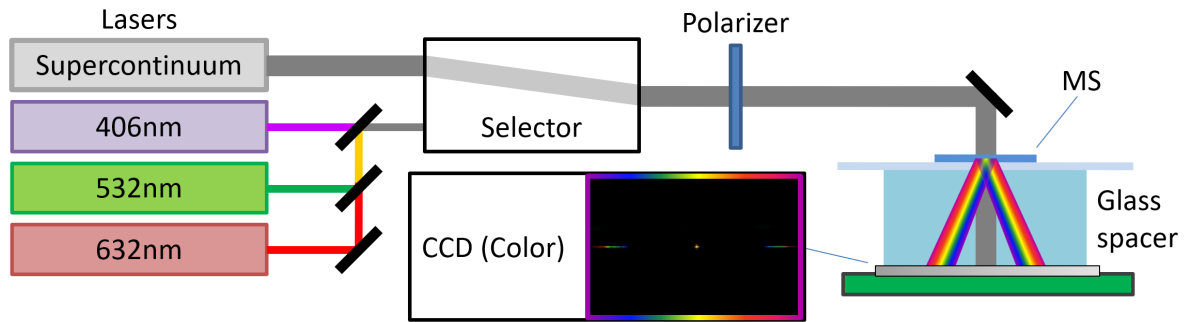 Lasers
Supercontinuum
406nm
532nm
632nm
Selector
Polarizer
MS
CCD (Color)
Glass
spacer